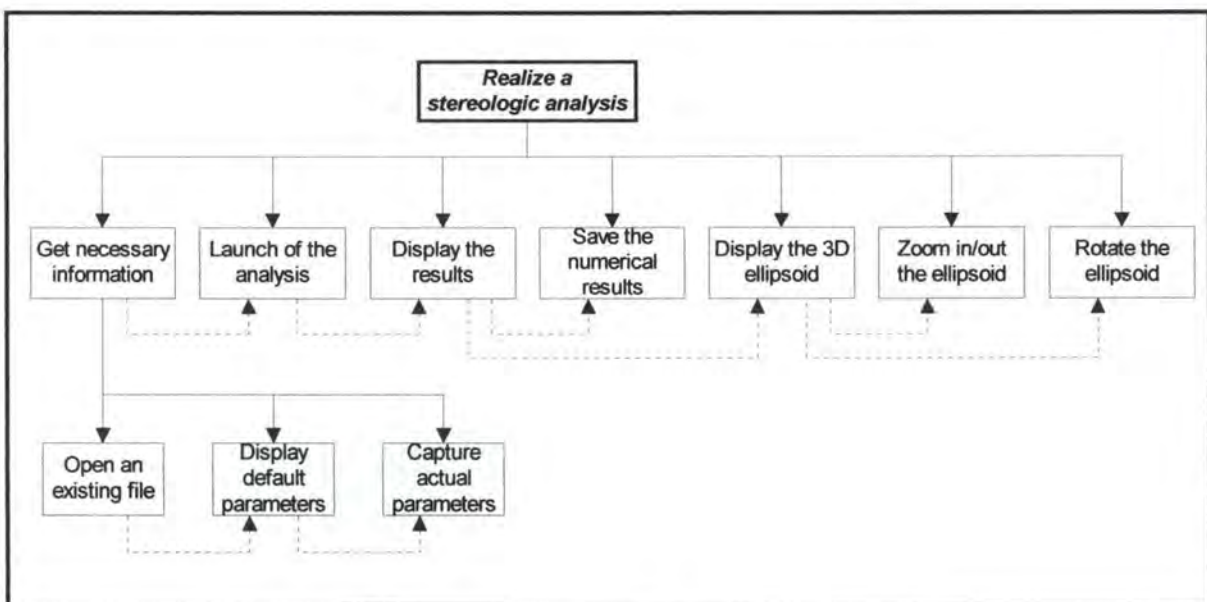 Realize a
stereologic analysis
Get necessary
information
Launch of the
analysis
Display the
results
Save the
numerical
results
Display the 3D
ellipsoid
Zoom in/out
the ellipsoid
Rotate the
ellipsoid
Open an
existing file
Display
default
parameters
Capture
actual
parameters